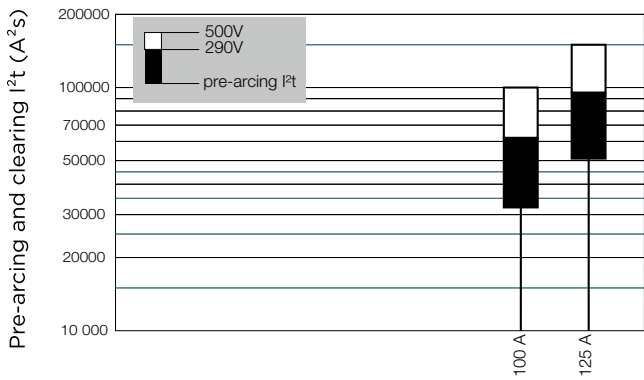 Pre-arcing and clearing I²t (A²s)
200000
100000
70000
50000
30000
20000
10 000
500V
290V
pre-arcing I²t
100 A
125 A